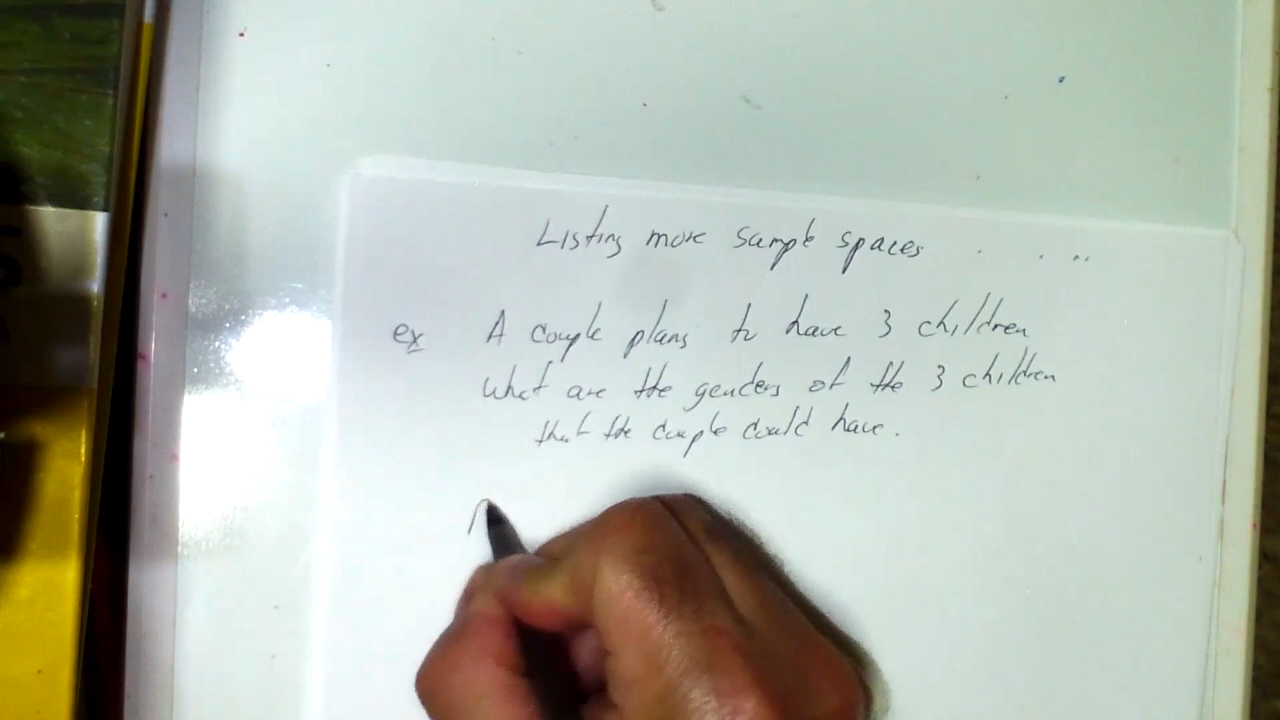 Listing more sample spaces . . ..
ex A couple plans to have 3 children
What are the genders of the 3 children
that the couple could have.